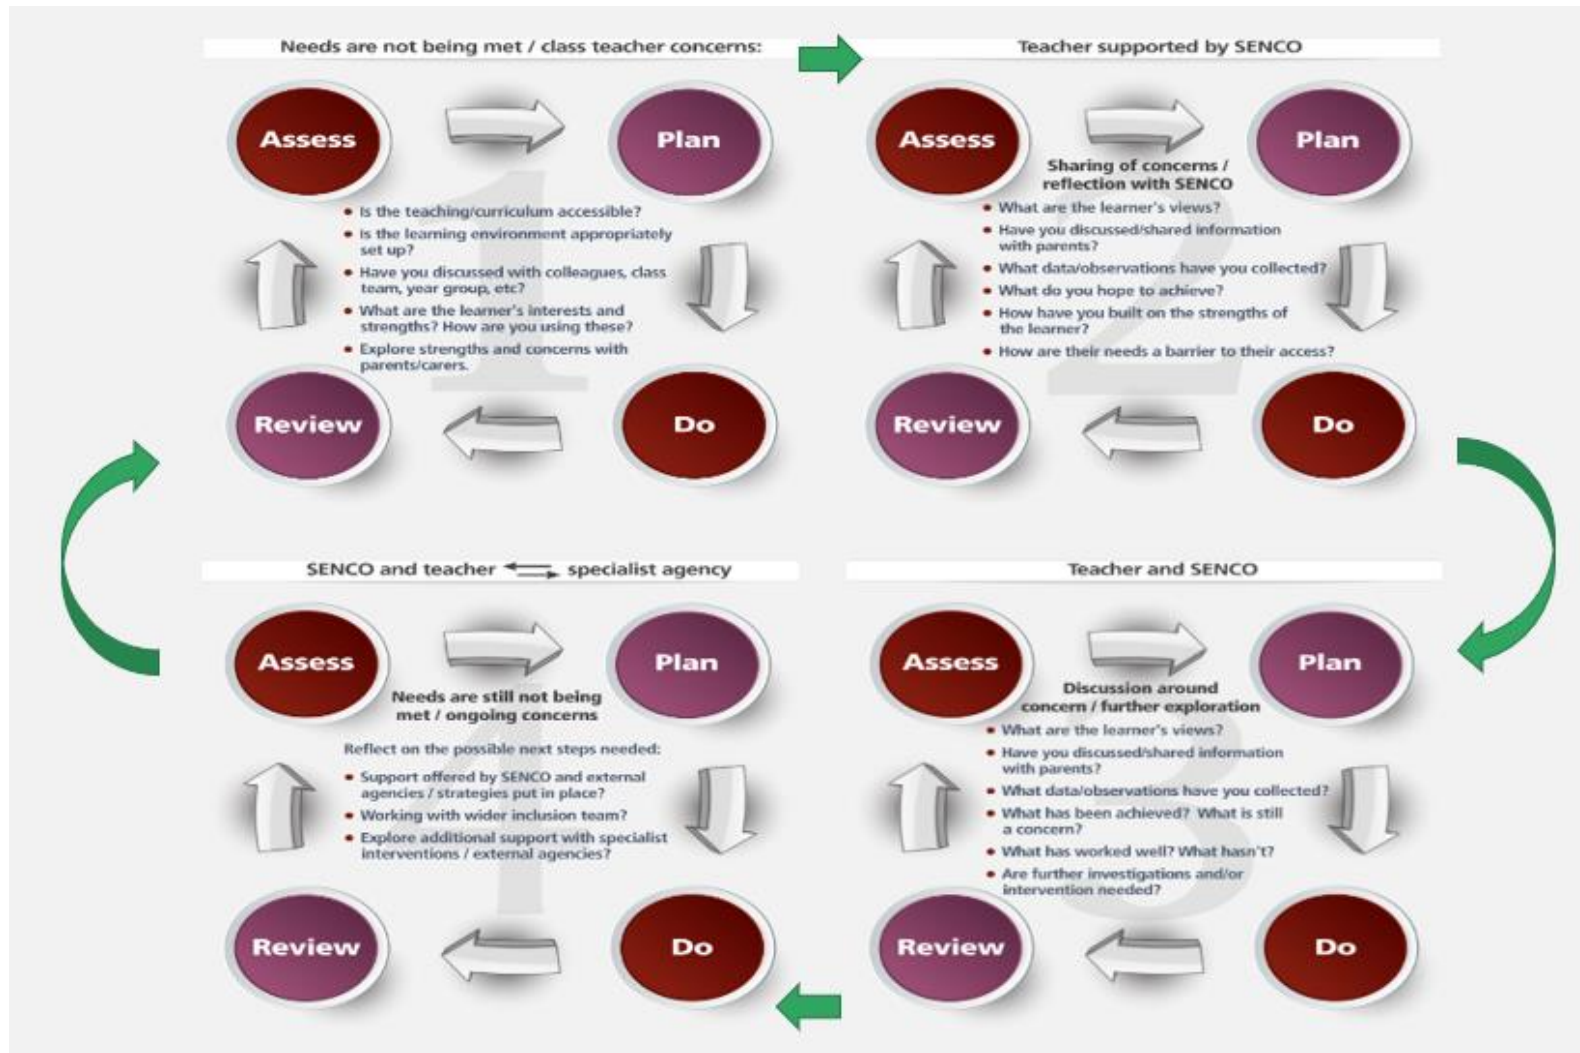 Needs are not being met / class teacher concerns:
Assess
Plan
1
• Is the teaching/curriculum accessible?
• Is the learning environment appropriately
set up?
• Have you discussed with colleagues, class
team, year group, etc?
• What are the learner's interests and
strengths? How are you using these?
• Explore strengths and concerns with
parents/carers.
Review
Do
Teacher supported by SENCO
Assess
Plan
Sharing of concerns /
reflection with SENCO
2
• What are the learner's views?
• Have you discussed/shared information
with parents?
• What data/observations have you collected?
• What do you hope to achieve?
• How have you built on the strengths of
the learner?
• How are their needs a barrier to their access?
Review
Do
Teacher and SENCO
Assess
Plan
Discussion around
concern / further exploration
3
• What are the learner's views?
• Have you discussed/shared information
with parents?
• What data/observations have you collected?
• What has been achieved? What is still
a concern?
• What has worked well? What hasn't?
• Are further investigations and/or
intervention needed?
Review
Do
SENCO and teacher specialist agency
Assess
Plan
Needs are still not being
met / ongoing concerns
4
Reflect on the possible next steps needed:
• Support offered by SENCO and external
agencies / strategies put in place?
• Working with wider inclusion team?
• Explore additional support with specialist
interventions / external agencies?
Review
Do